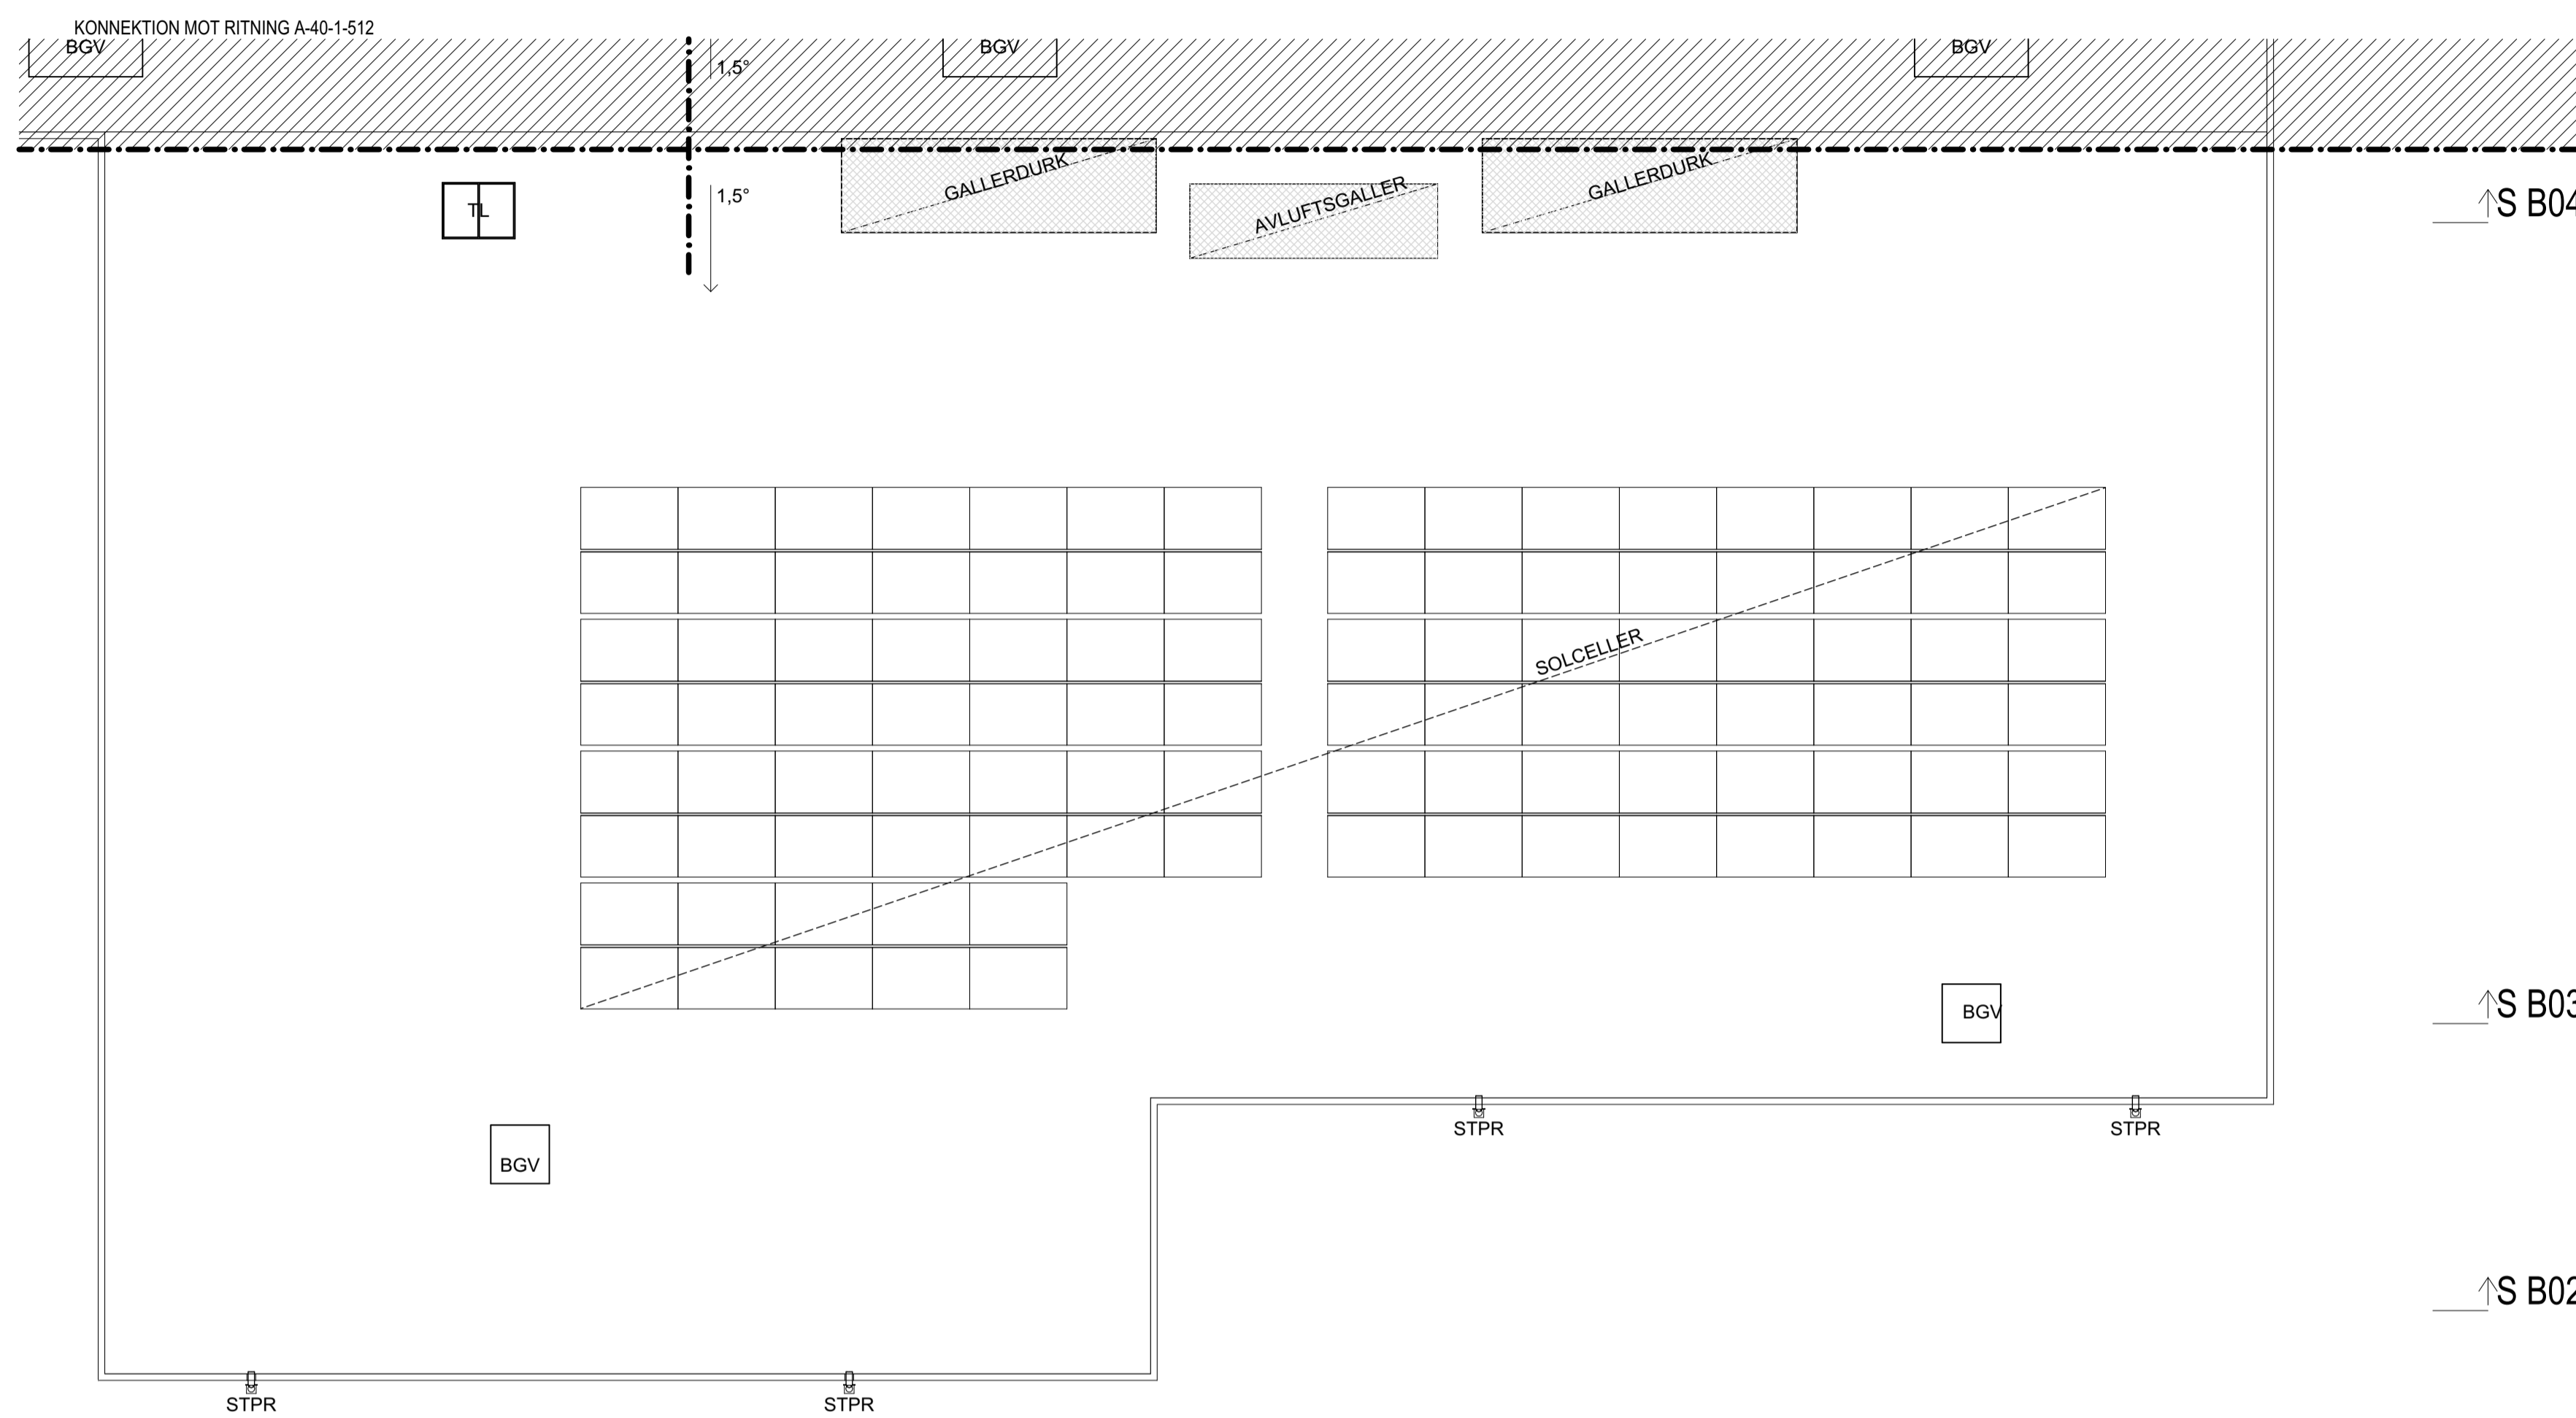 KONNEKTION MOT RITNING A-40-1-512
BGV
BGV
BGV
1,5°
1,5°
TL
GALLERDURK
AVLUFTSGALLER
GALLERDURK
S B04
SOLCELLER
BGV
S B03
STPR
STPR
BGV
S B02
STPR
STPR